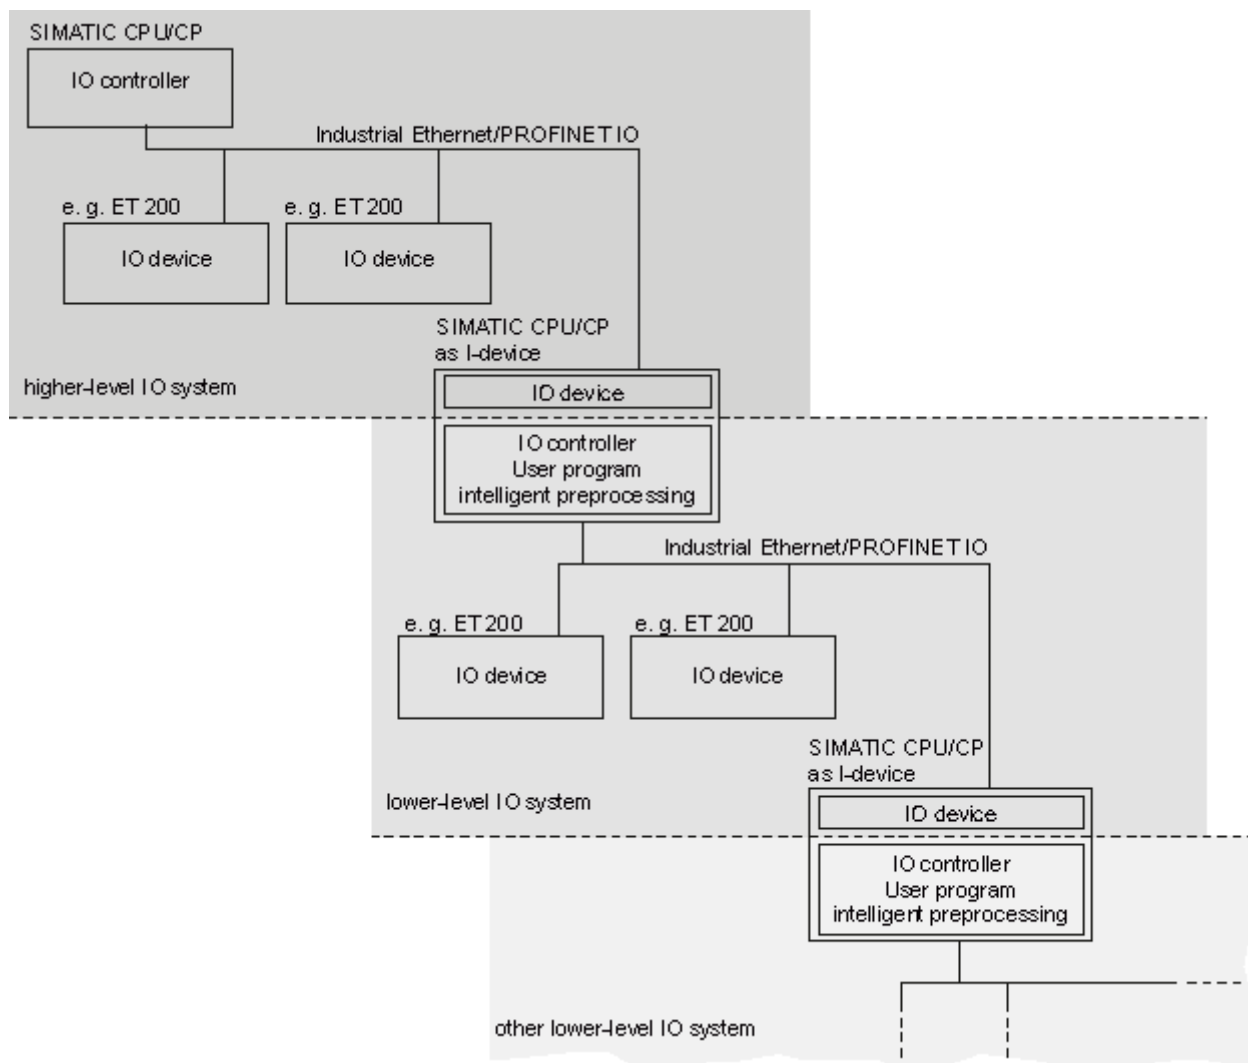 SIMATIC CPU/CP
IO controller
Industrial Ethernet/PROFINET IO
e. g. ET 200
e. g. ET 200
IO device
IO device
SIMATIC CPU/CP
as I-device
higher-level IO system
IO device
IO controller
User program
intelligent preprocessing
Industrial Ethernet/PROFINET IO
e. g. ET 200
e. g. ET 200
IO device
IO device
SIMATIC CPU/CP
as I-device
lower-level IO system
IO device
IO controller
User program
intelligent preprocessing
other lower-level IO system